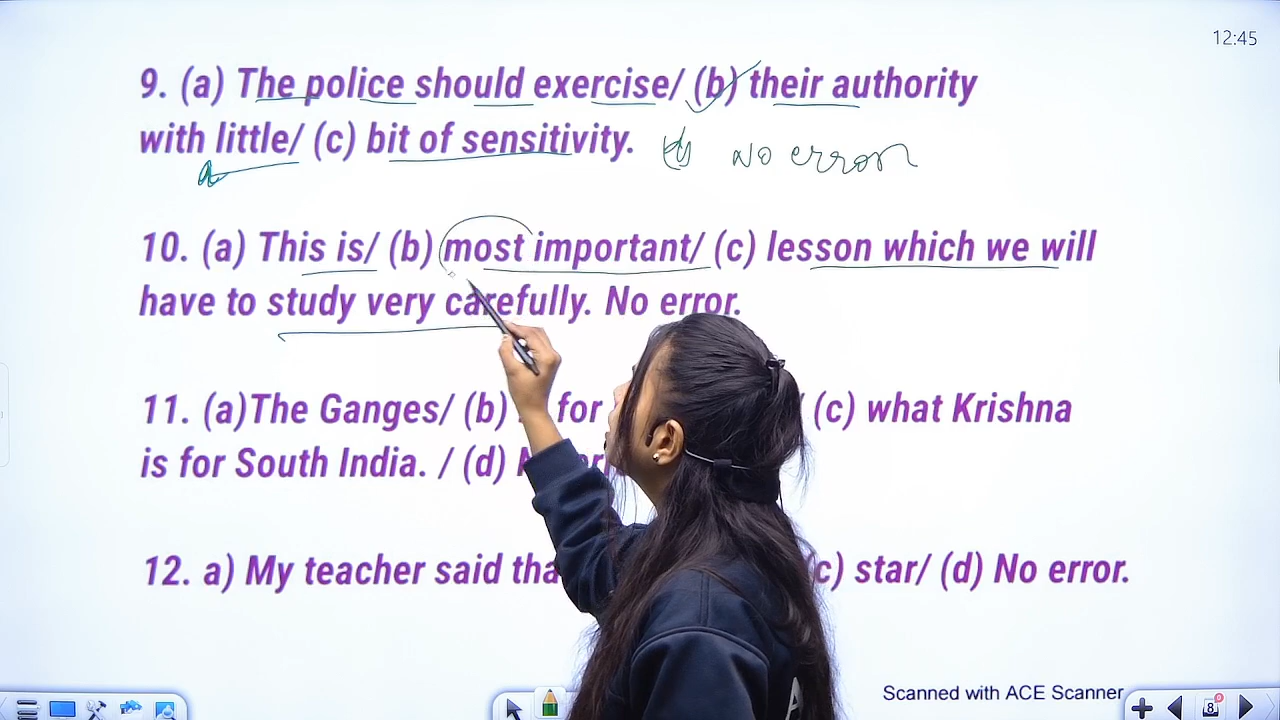 12:45
9. (a) The police should exercise/ (b) their authority
with little/ (c) bit of sensitivity. (d) No error
a
10. (a) This is/ (b) most important/ (c) lesson which we will
have to study very carefully. No error.
11. (a)The Ganges/ (b) for (c) what Krishna
is for South India. / (d)
12. a) My teacher said (c) star/ (d) No error.
Scanned with ACE Scanner
8